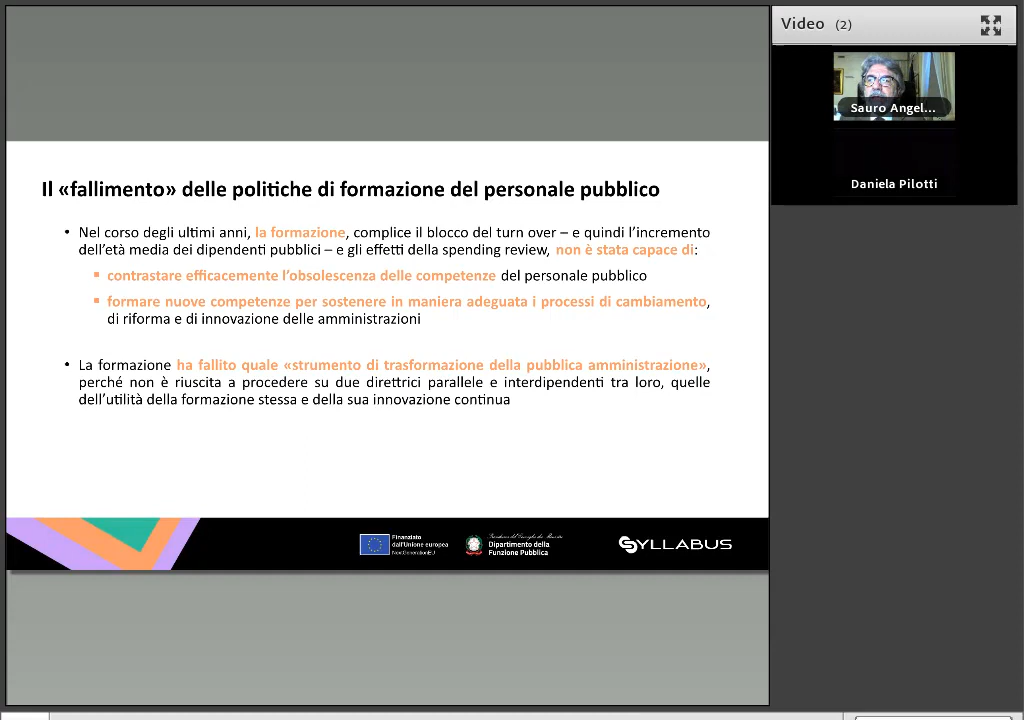 Video (2)
Sauro Angel...
Daniela Pilotti
Il «fallimento» delle politiche di formazione del personale pubblico
• Nel corso degli ultimi anni, la formazione, complice il blocco del turn over – e quindi l'incremento
dell'età media dei dipendenti pubblici – e gli effetti della spending review, non è stata capace di:
▪ contrastare efficacemente l'obsolescenza delle competenze del personale pubblico
▪ formare nuove competenze per sostenere in maniera adeguata i processi di cambiamento,
di riforma e di innovazione delle amministrazioni
• La formazione ha fallito quale «strumento di trasformazione della pubblica amministrazione»,
perché non è riuscita a procedere su due direttrici parallele e interdipendenti tra loro, quelle
dell'utilità della formazione stessa e della sua innovazione continua
Finanziato
dall'Unione europea
NextGenerationEU
Dipartimento della
Funzione Pubblica
SYLLABUS